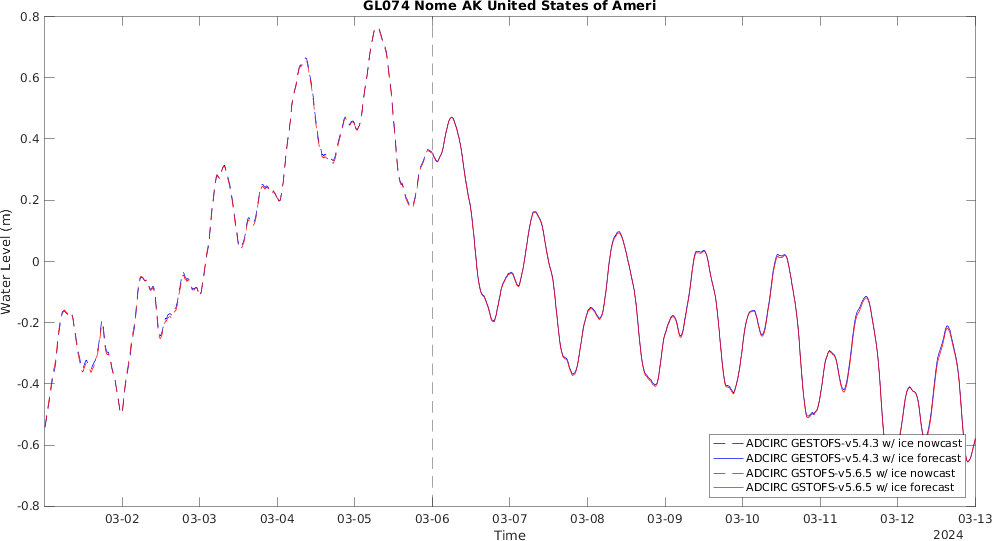 GL074 Nome AK United States of Ameri
0.8
0.6
0.4
0.2
0
-0.2
-0.4
-0.6
-0.8
Water Level (m)
ADCIRC GESTOFS-v5.4.3 w/ ice nowcast
ADCIRC GESTOFS-v5.4.3 w/ ice forecast
ADCIRC GSTOFS-v5.6.5 w/ ice nowcast
ADCIRC GSTOFS-v5.6.5 w/ ice forecast
03-02 03-03 03-04 03-05 03-06 03-07 03-08 03-09 03-10 03-11 03-12 03-13
Time
2024